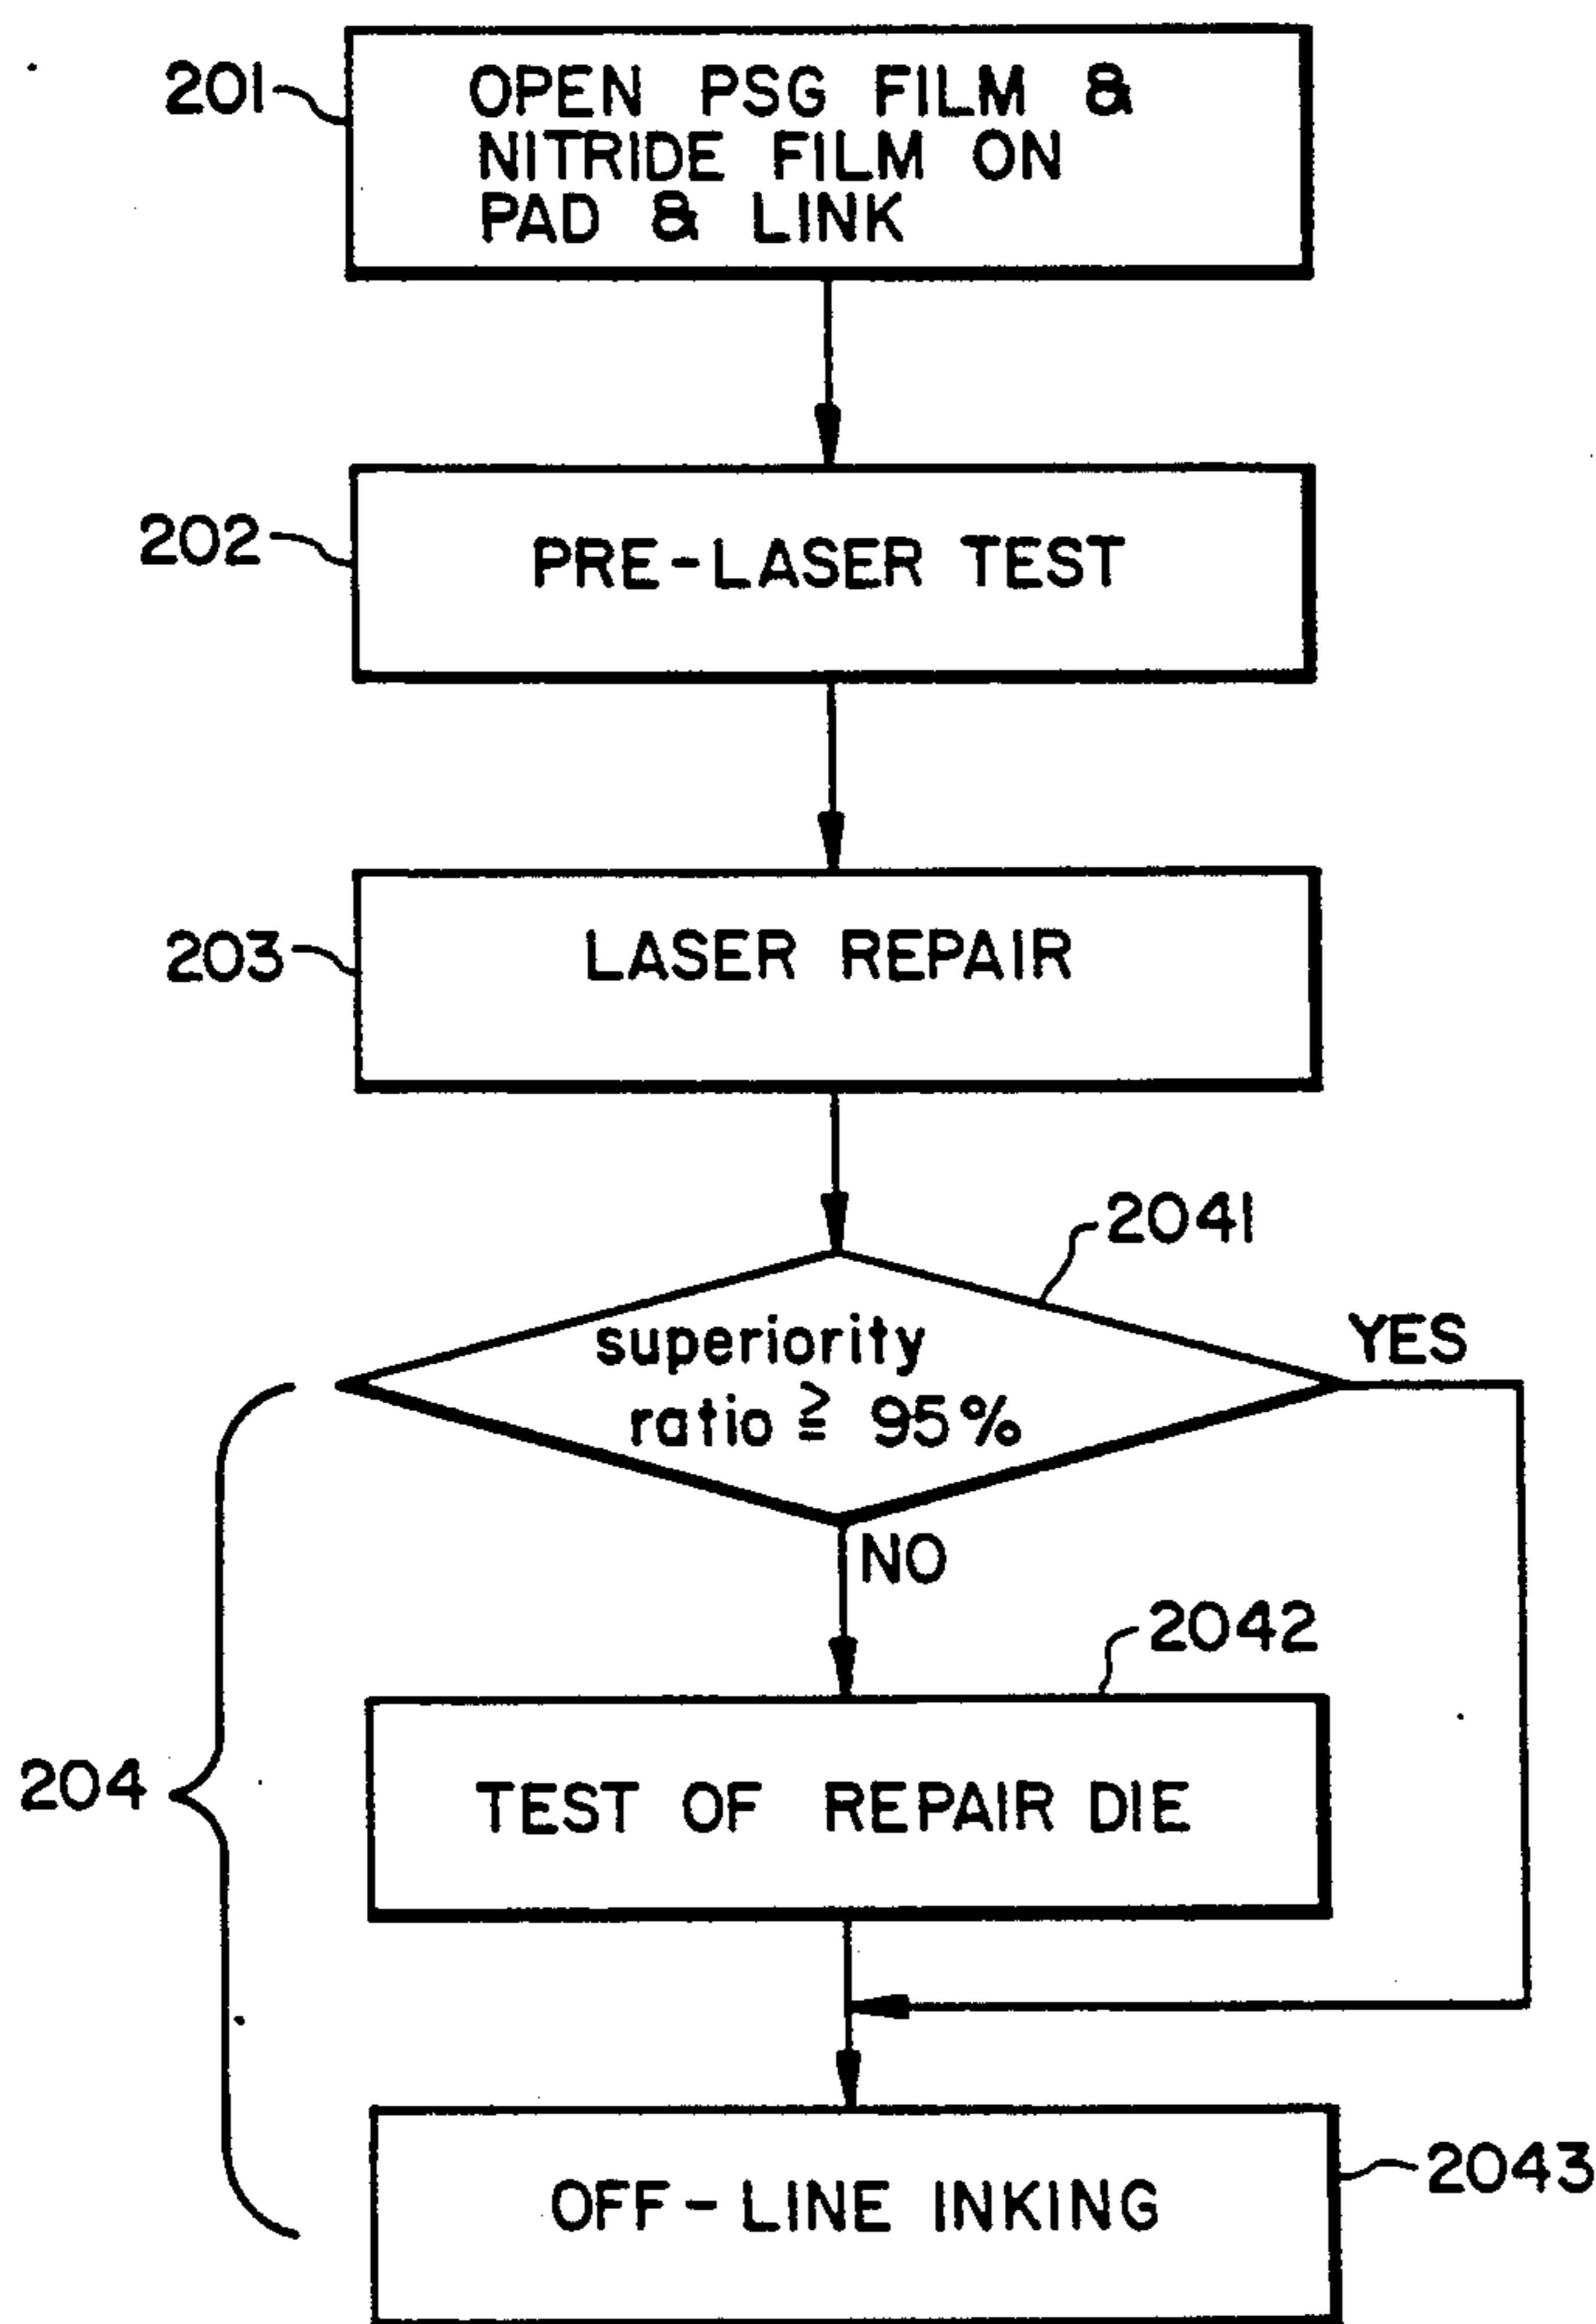 201
OPEN PSG FILM &
NITRIDE FILM ON
PAD & LINK
202
PRE-LASER TEST
203
LASER REPAIR
2041
superiority
ratio ≧ 95%
YES
NO
2042
204
TEST OF REPAIR DIE
2043
OFF-LINE INKING